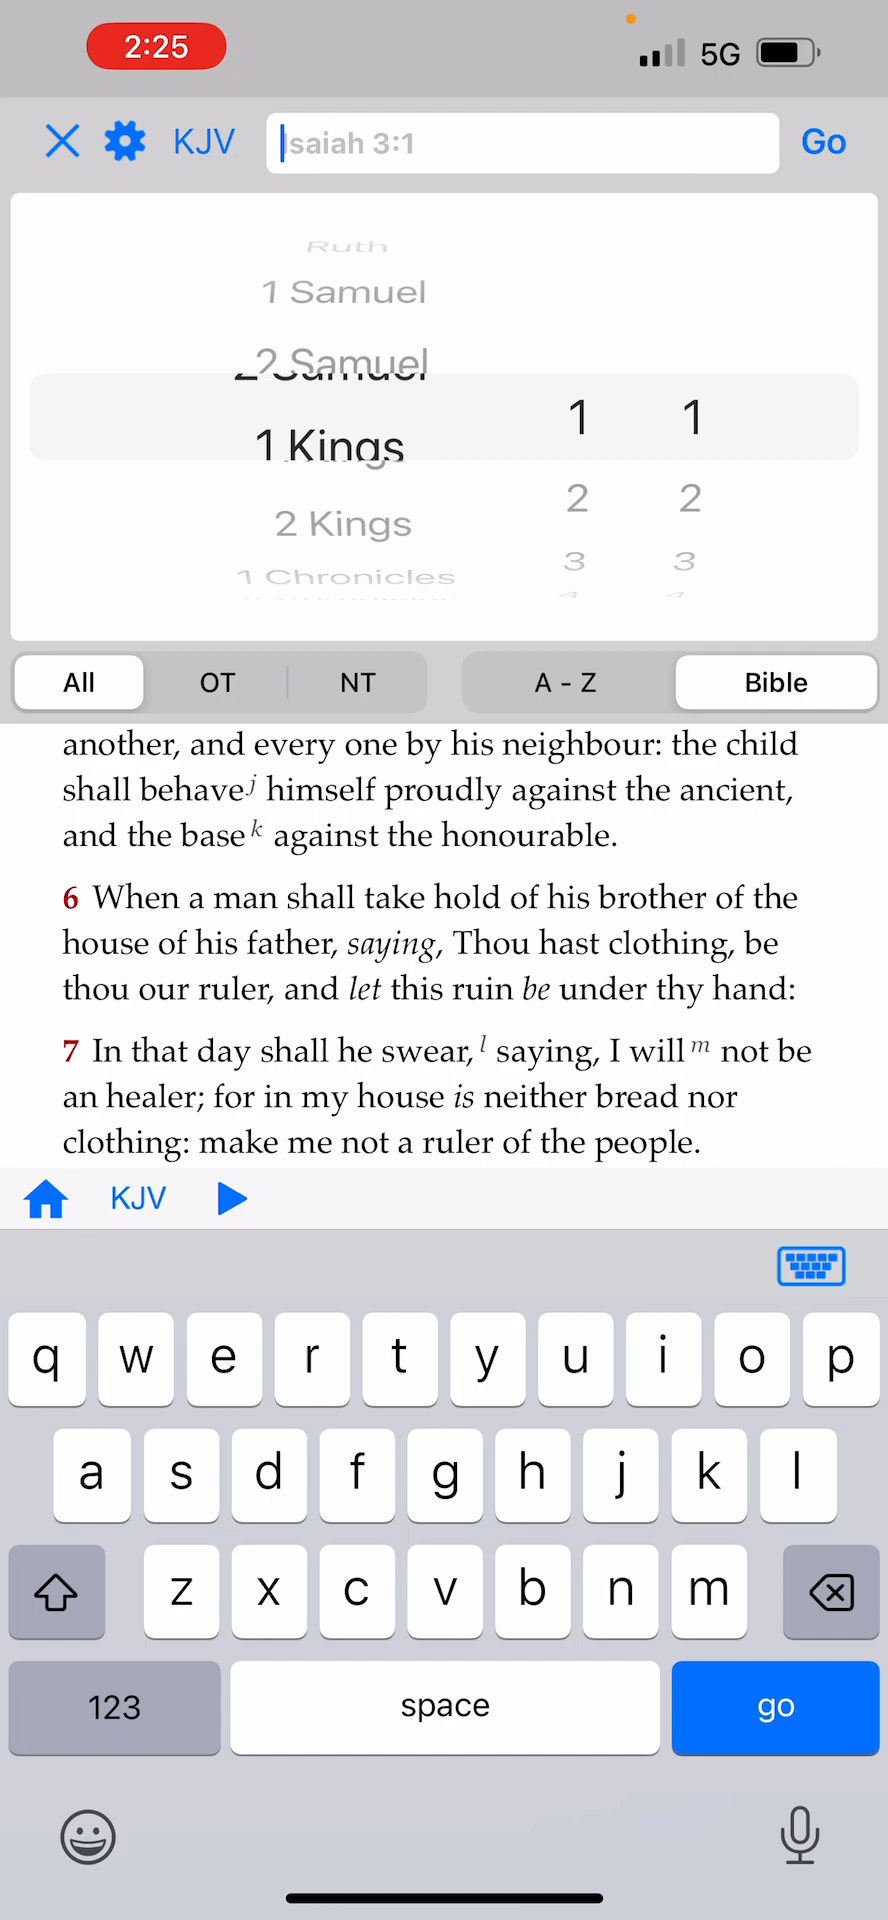 2:25
5G
KJV
Isaiah 3:1
Go
Ruth
1 Samuel
2 Samuel
1 Kings 1 1
2 Kings 2 2
1 Chronicles 3 3
4 4
All OT NT A - Z Bible
another, and every one by his neighbour: the child
shall behave j himself proudly against the ancient,
and the base k against the honourable.
6 When a man shall take hold of his brother of the
house of his father, saying, Thou hast clothing, be
thou our ruler, and let this ruin be under thy hand:
7 In that day shall he swear, l saying, I will m not be
an healer; for in my house is neither bread nor
clothing: make me not a ruler of the people.
KJV
q w e r t y u i o p
a s d f g h j k l
z x c v b n m
123 space go